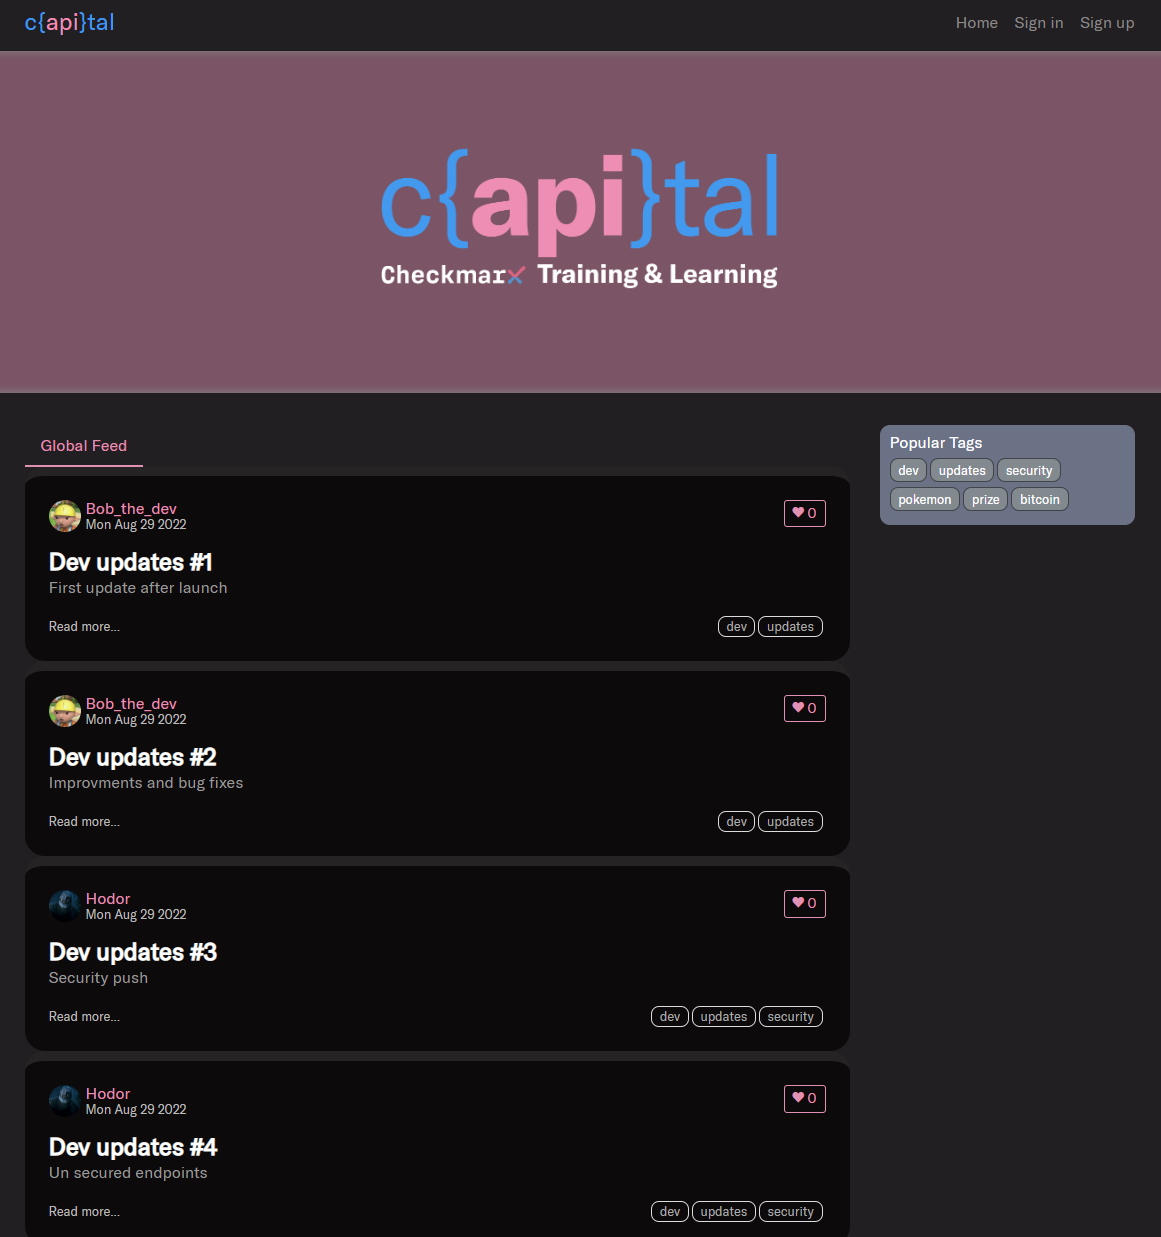 c{api}tal
Home Sign in Sign up
c{api}tal
Checkmarx Training & Learning
Global Feed
Popular Tags
dev updates security
pokemon prize bitcoin
Bob_the_dev
Mon Aug 29 2022
0
Dev updates #1
First update after launch
Read more...
dev updates
Bob_the_dev
Mon Aug 29 2022
0
Dev updates #2
Improvments and bug fixes
Read more...
dev updates
Hodor
Mon Aug 29 2022
0
Dev updates #3
Security push
Read more...
dev updates security
Hodor
Mon Aug 29 2022
0
Dev updates #4
Un secured endpoints
Read more...
dev updates security